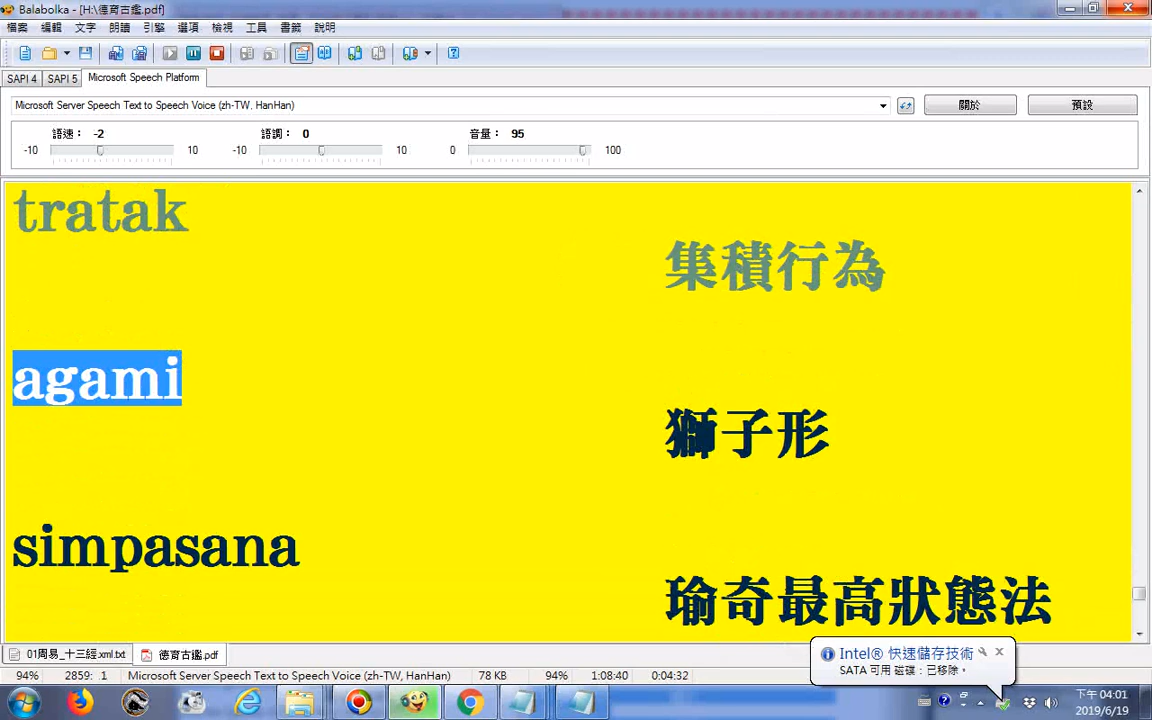 Balabolka - [H:\德育古鑑.pdf]
檔案 編輯 文字 朗讀 引擎 選項 檢視 工具 書籤 說明
SAPI 4 SAPI 5 Microsoft Speech Platform
Microsoft Server Speech Text to Speech Voice (zh-TW, HanHan)
關於 預設
語速： -2 語調： 0 音量： 95
-10 10 -10 10 0 100
tratak
集積行為
agami
獅子形
simpasana
瑜奇最高狀態法
01周易_十三經.xml.txt 德育古鑑.pdf
Intel® 快速儲存技術
SATA 可用 磁碟：已移除。
94% 2859: 1 Microsoft Server Speech Text to Speech Voice (zh-TW, HanHan) 78 KB 94% 1:08:40 0:04:32
下午 04:01
2019/6/19